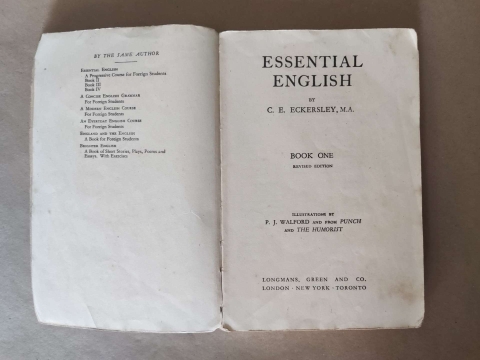 BY THE SAME AUTHOR
ESSENTIAL ENGLISH
A Progressive Course for Foreign Students
Book II
Book III
Book IV
A CONCISE ENGLISH GRAMMAR
For Foreign Students
A MODERN ENGLISH COURSE
For Foreign Students
AN EVERYDAY ENGLISH COURSE
For Foreign Students
ENGLAND AND THE ENGLISH
A Book for Foreign Students
BRIGHTER ENGLISH
A Book of Short Stories, Plays, Poems and
Essays. With Exercises
ESSENTIAL
ENGLISH
BY
C. E. ECKERSLEY, M.A.
BOOK ONE
REVISED EDITION
ILLUSTRATIONS BY
P. J. WALFORD AND FROM PUNCH
AND THE HUMORIST
LONGMANS, GREEN AND CO.
LONDON · NEW YORK · TORONTO